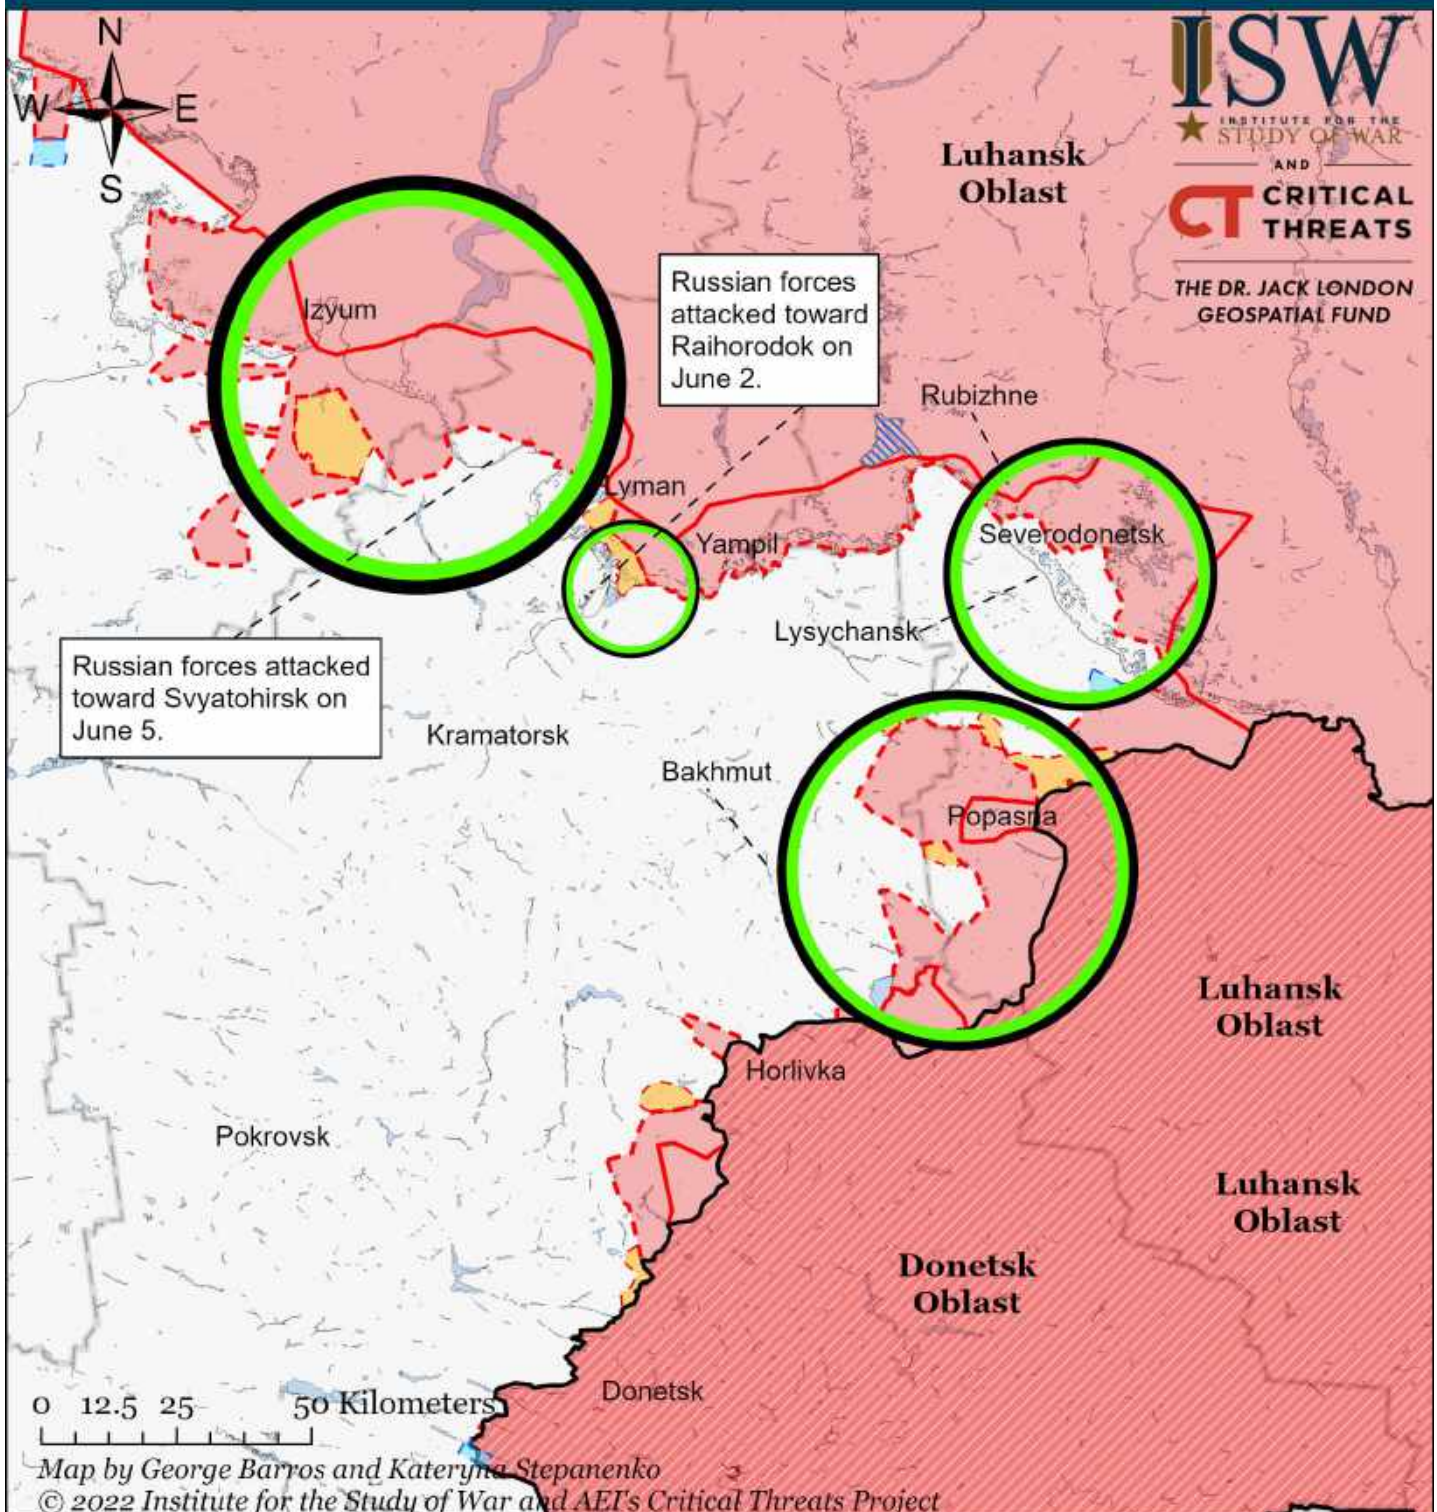 N
W
E
S
ISW
INSTITUTE FOR THE
STUDY OF WAR
AND
CT CRITICAL
THREATS
THE DR. JACK LONDON
GEOSPATIAL FUND
Luhansk
Oblast
Russian forces
attacked toward
Raihorodok on
June 2.
Izyum
Rubizhne
Lyman
Severodonetsk
Yampil
Lysychansk
Russian forces attacked
toward Svyatohirsk on
June 5.
Kramatorsk
Bakhmut
Popasna
Luhansk
Oblast
Horlivka
Pokrovsk
Luhansk
Oblast
Donetsk
Oblast
Donetsk
0 12.5 25 50 Kilometers
Map by George Barros and Kateryna Stepanenko
© 2022 Institute for the Study of War and AEI's Critical Threats Project